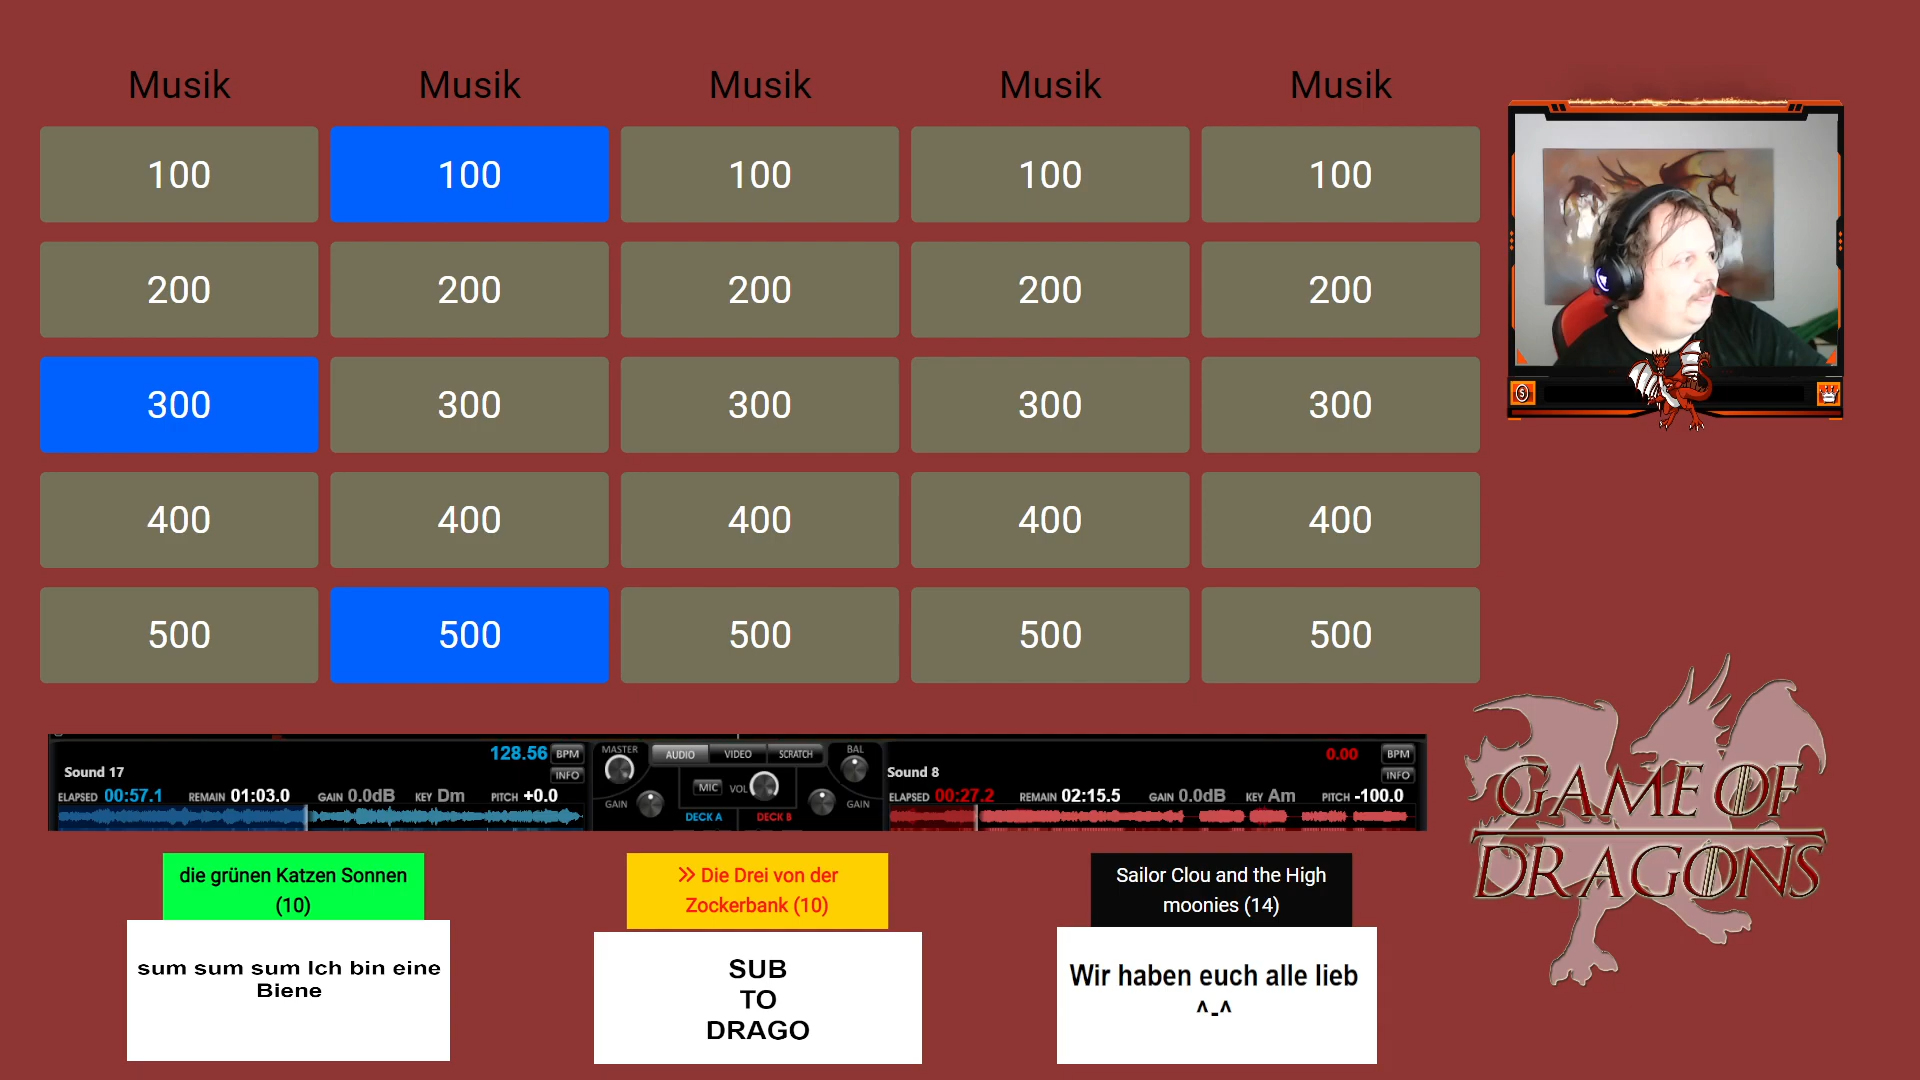 Musik Musik Musik Musik Musik
100 100 100 100 100
200 200 200 200 200
300 300 300 300 300
400 400 400 400 400
500 500 500 500 500
128.56 BPM MASTER AUDIO VIDEO SCRATCH BAL 0.00 BPM
Sound 17 INFO MIC VOL Sound 8 INFO
ELAPSED 00:57.1 REMAIN 01:03.0 GAIN 0.0dB KEY Dm PITCH +0.0 GAIN GAIN ELAPSED 00:27.2 REMAIN 02:15.5 GAIN 0.0dB KEY Am PITCH -100.0
DECK A DECK B
GAME OF
DRAGONS
die grünen Katzen Sonnen
(10)
sum sum sum Ich bin eine
Biene
» Die Drei von der
Zockerbank (10)
SUB
TO
DRAGO
Sailor Clou and the High
moonies (14)
Wir haben euch alle lieb
^-^